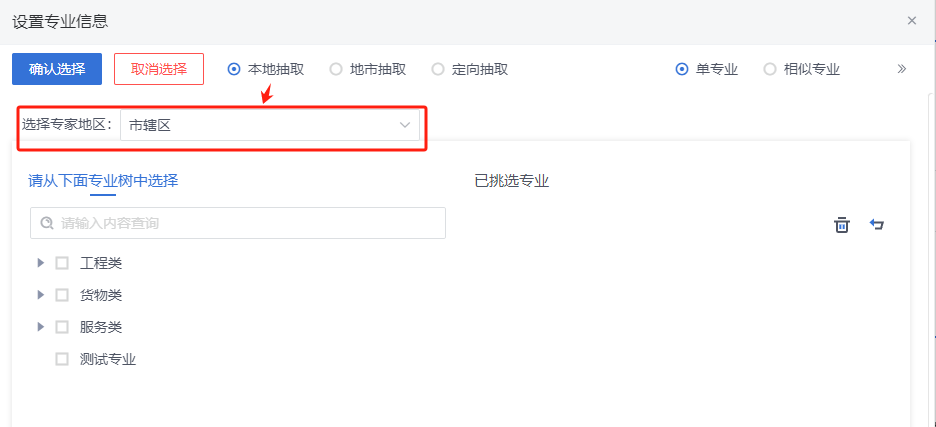 设置专业信息
确认选择 取消选择 本地抽取 地市抽取 定向抽取 单专业 相似专业
选择专家地区： 市辖区
请从下面专业树中选择 已挑选专业
请输入内容查询
工程类
货物类
服务类
测试专业